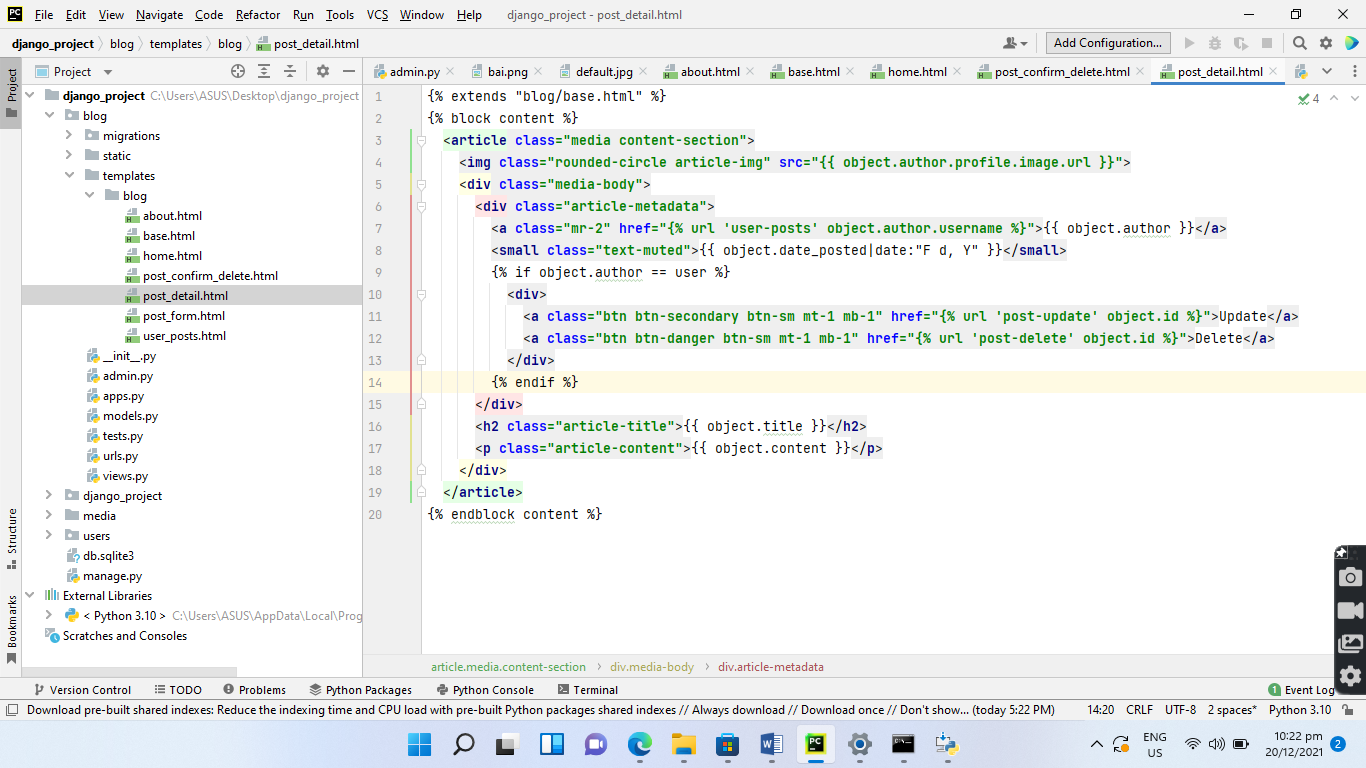 File Edit View Navigate Code Refactor Run Tools VCS Window Help django_project - post_detail.html
django_project blog templates blog post_detail.html Add Configuration...
Project admin.py bai.png default.jpg about.html base.html home.html post_confirm_delete.html post_detail.html
Project
django_project C:\Users\ASUS\Desktop\django_project
blog
migrations
static
templates
blog
about.html
base.html
home.html
post_confirm_delete.html
post_detail.html
post_form.html
user_posts.html
__init__.py
admin.py
apps.py
models.py
tests.py
urls.py
views.py
django_project
media
users
db.sqlite3
manage.py
External Libraries
< Python 3.10 > C:\Users\ASUS\AppData\Local\Prog
Scratches and Consoles
Structure
Bookmarks
4
1 {% extends "blog/base.html" %}
2 {% block content %}
3 <article class="media content-section">
4 <img class="rounded-circle article-img" src="{{ object.author.profile.image.url }}">
5 <div class="media-body">
6 <div class="article-metadata">
7 <a class="mr-2" href="{% url 'user-posts' object.author.username %}">{{ object.author }}</a>
8 <small class="text-muted">{{ object.date_posted|date:"F d, Y" }}</small>
9 {% if object.author == user %}
10 <div>
11 <a class="btn btn-secondary btn-sm mt-1 mb-1" href="{% url 'post-update' object.id %}">Update</a>
12 <a class="btn btn-danger btn-sm mt-1 mb-1" href="{% url 'post-delete' object.id %}">Delete</a>
13 </div>
14 {% endif %}
15 </div>
16 <h2 class="article-title">{{ object.title }}</h2>
17 <p class="article-content">{{ object.content }}</p>
18 </div>
19 </article>
20 {% endblock content %}
article.media.content-section div.media-body div.article-metadata
Version Control TODO Problems Python Packages Python Console Terminal 1 Event Log
Download pre-built shared indexes: Reduce the indexing time and CPU load with pre-built Python packages shared indexes // Always download // Download once // Don't show... (today 5:22 PM) 14:20 CRLF UTF-8 2 spaces* Python 3.10
ENG
US
10:22 pm
20/12/2021
2